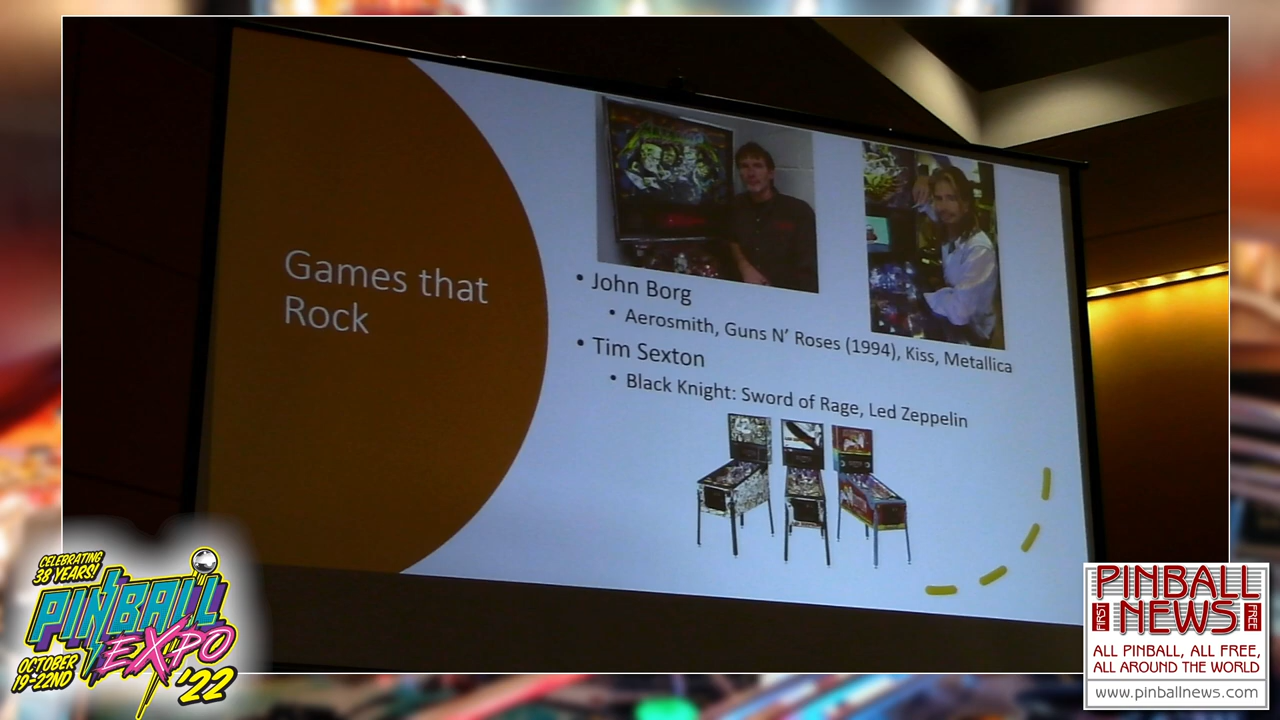 Games that
Rock
• John Borg
• Aerosmith, Guns N' Roses (1994), Kiss, Metallica
• Tim Sexton
• Black Knight: Sword of Rage, Led Zeppelin
CELEBRATING
38 YEARS!
PINBALL
EXPO
OCTOBER
19-22ND
'22
PINBALL
FIRST NEWS FREE
ALL PINBALL, ALL FREE,
ALL AROUND THE WORLD
www.pinballnews.com